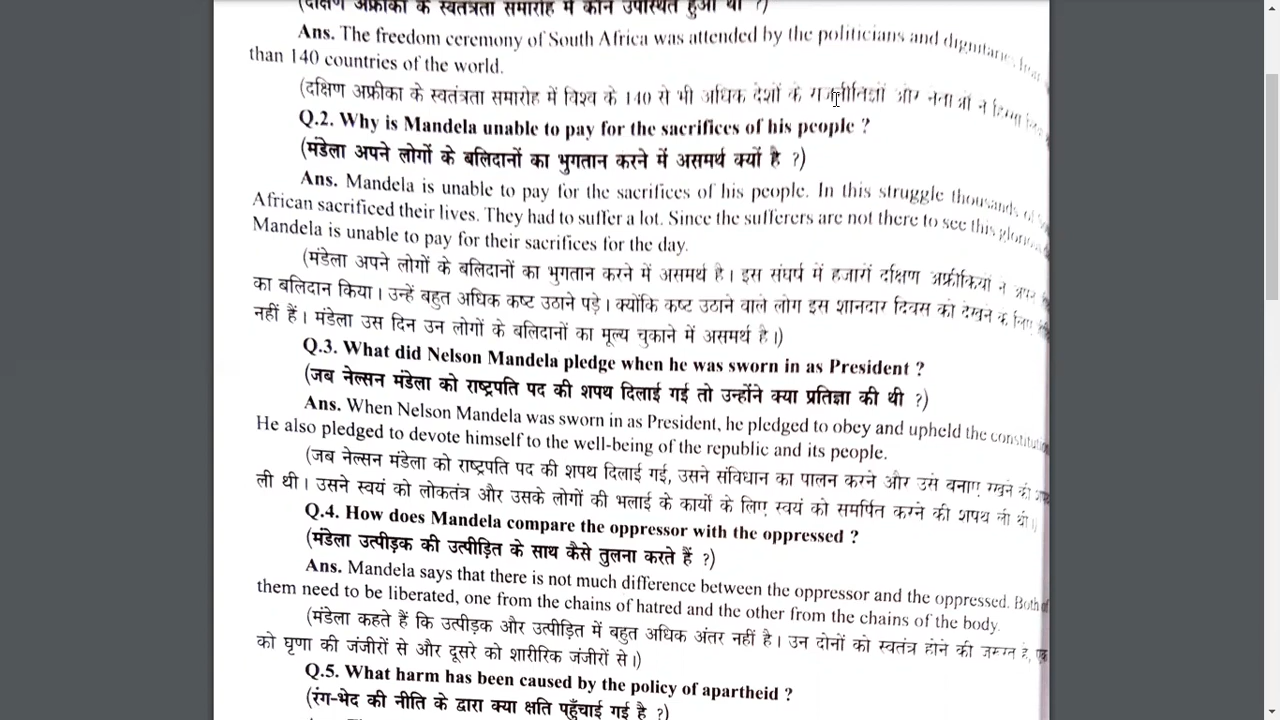 (दक्षिण अफ्रीका के स्वतंत्रता समारोह में कौन उपस्थित हुआ था ?)
Ans. The freedom ceremony of South Africa was attended by the politicians and dignitaries from
than 140 countries of the world.
(दक्षिण अफ्रीका के स्वतंत्रता समारोह में विश्व के 140 से भी अधिक देशों के राजनीतिज्ञों और नेताओं ने हिस्सा
Q.2. Why is Mandela unable to pay for the sacrifices of his people ?
(मंडेला अपने लोगों के बलिदानों का भुगतान करने में असमर्थ क्यों है ?)
Ans. Mandela is unable to pay for the sacrifices of his people. In this struggle thousands of
African sacrificed their lives. They had to suffer a lot. Since the sufferers are not there to see this
Mandela is unable to pay for their sacrifices for the day.
(मंडेला अपने लोगों के बलिदानों का भुगतान करने में असमर्थ है। इस संघर्ष में हजारों दक्षिण अफ्रीकियों ने अपने
का बलिदान किया। उन्हें बहुत अधिक कष्ट उठाने पड़े। क्योंकि कष्ट उठाने वाले लोग इस शानदार दिवस को देखने के लिए
नहीं हैं। मंडेला उस दिन उन लोगों के बलिदानों का मूल्य चुकाने में असमर्थ है।)
Q.3. What did Nelson Mandela pledge when he was sworn in as President ?
(जब नेल्सन मंडेला को राष्ट्रपति पद की शपथ दिलाई गई तो उन्होंने क्या प्रतिज्ञा की थी ?)
Ans. When Nelson Mandela was sworn in as President, he pledged to obey and upheld the constitution
He also pledged to devote himself to the well-being of the republic and its people.
(जब नेल्सन मंडेला को राष्ट्रपति पद की शपथ दिलाई गई, उसने संविधान का पालन करने और उसे बनाए रखने की शपथ
ली थी। उसने स्वयं को लोकतंत्र और उसके लोगों की भलाई के कार्यों के लिए स्वयं को समर्पित करने की शपथ ली थी।)
Q.4. How does Mandela compare the oppressor with the oppressed ?
(मंडेला उत्पीड़क की उत्पीड़ित के साथ कैसे तुलना करते हैं ?)
Ans. Mandela says that there is not much difference between the oppressor and the oppressed. Both of
them need to be liberated, one from the chains of hatred and the other from the chains of the body.
(मंडेला कहते हैं कि उत्पीड़क और उत्पीड़ित में बहुत अधिक अंतर नहीं है। उन दोनों को स्वतंत्र होने की जरूरत है, एक
को घृणा की जंजीरों से और दूसरे को शारीरिक जंजीरों से।)
Q.5. What harm has been caused by the policy of apartheid ?
(रंग-भेद की नीति के द्वारा क्या क्षति पहुँचाई गई है ?)